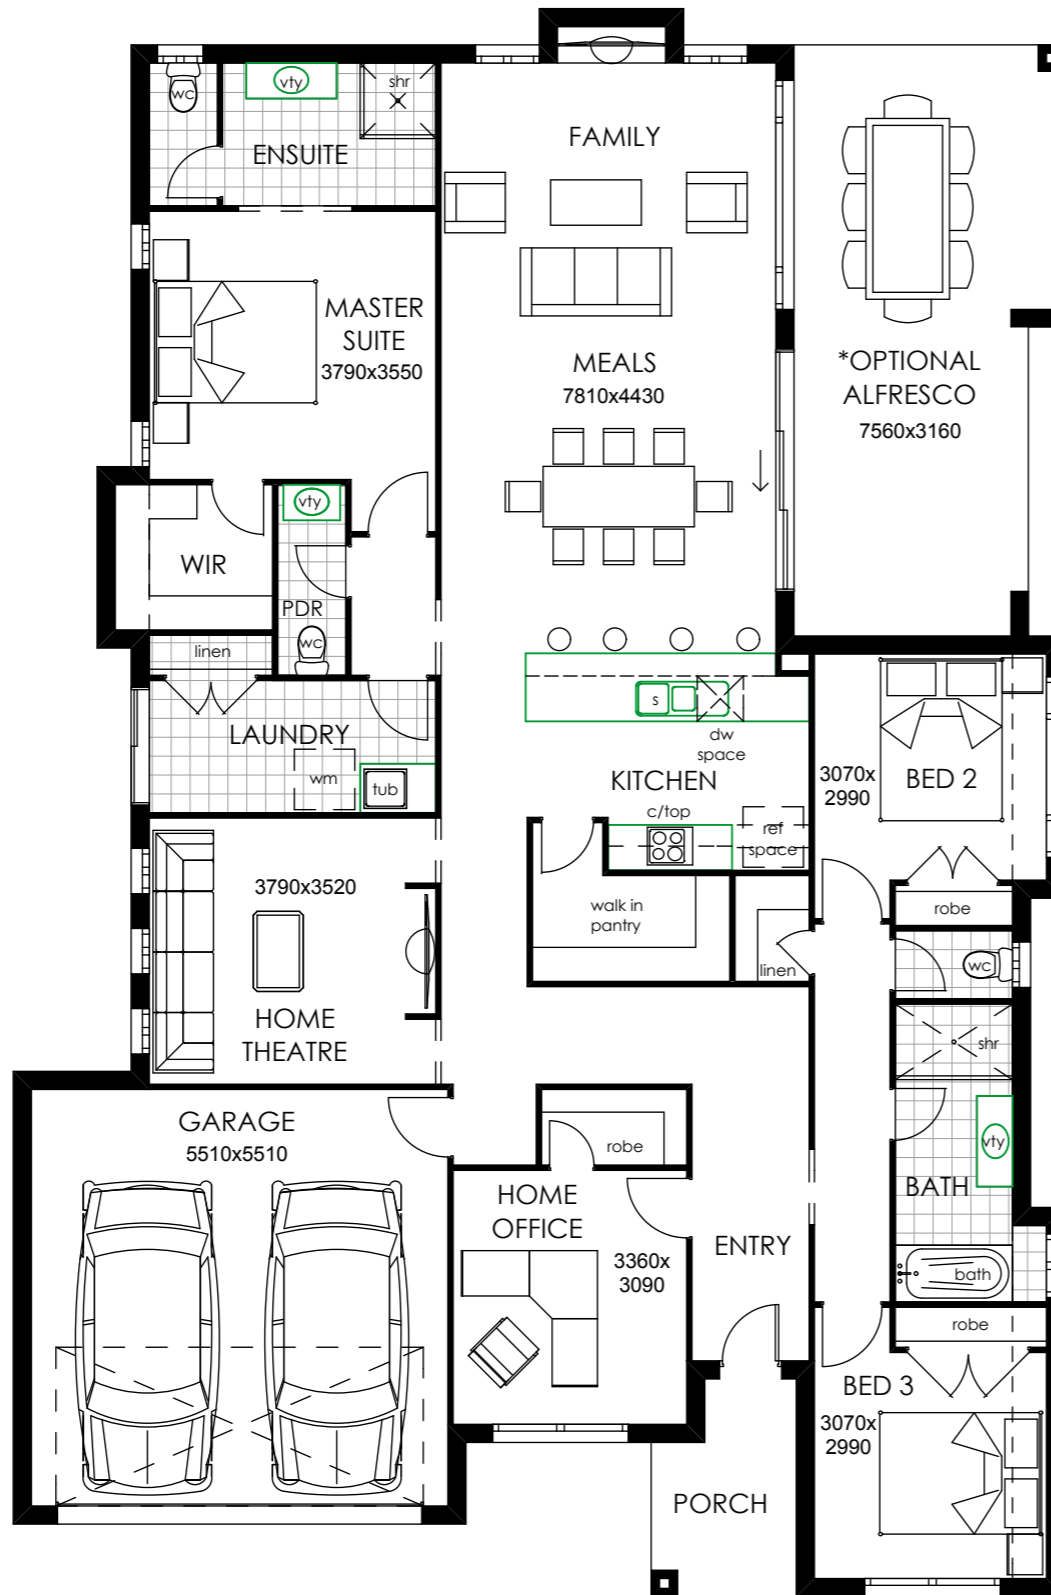 wc
vty
shr
ENSUITE
FAMILY
MASTER
SUITE
3790x3550
MEALS
7810x4430
*OPTIONAL
ALFRESCO
7560x3160
WIR
vty
PDR
wc
linen
LAUNDRY
wm
tub
s
dw
space
KITCHEN
c/top
ref
space
walk in
pantry
linen
3070x
2990
BED 2
robe
wc
shr
vty
BATH
bath
3790x3520
HOME
THEATRE
GARAGE
5510x5510
robe
HOME
OFFICE
3360x
3090
ENTRY
robe
BED 3
3070x
2990
PORCH